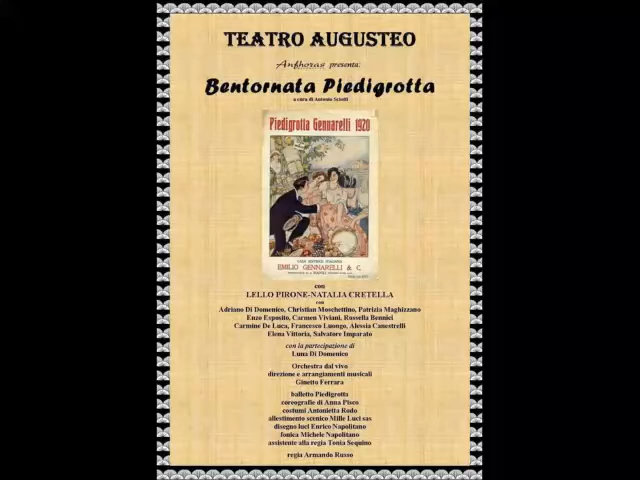 TEATRO AUGUSTEO
Anfhoras presenta:
Bentornata Piedigrotta
a cura di Antonio Sciotti
Piedigrotta Gennarelli 1920
CASA EDITRICE ITALIANA
EMILIO GENNARELLI & C.
con
LELLO PIRONE-NATALIA CRETELLA
con
Adriano Di Domenico, Christian Moschettino, Patrizia Maghizzano
Enzo Esposito, Carmen Viviani, Rossella Bennici
Carmine De Luca, Francesco Luongo, Alessia Canestrelli
Elena Vittoria, Salvatore Imparato
con la partecipazione di
Luna Di Domenico
Orchestra dal vivo
direzione e arrangiamenti musicali
Ginetto Ferrara
balletto Piedigrotta
coreografie di Anna Pisco
costumi Antonietta Rodo
allestimento scenico Mille Luci sas
disegno luci Enrico Napolitano
fonica Michele Napolitano
assistente alla regia Tonia Sequino
regia Armando Russo